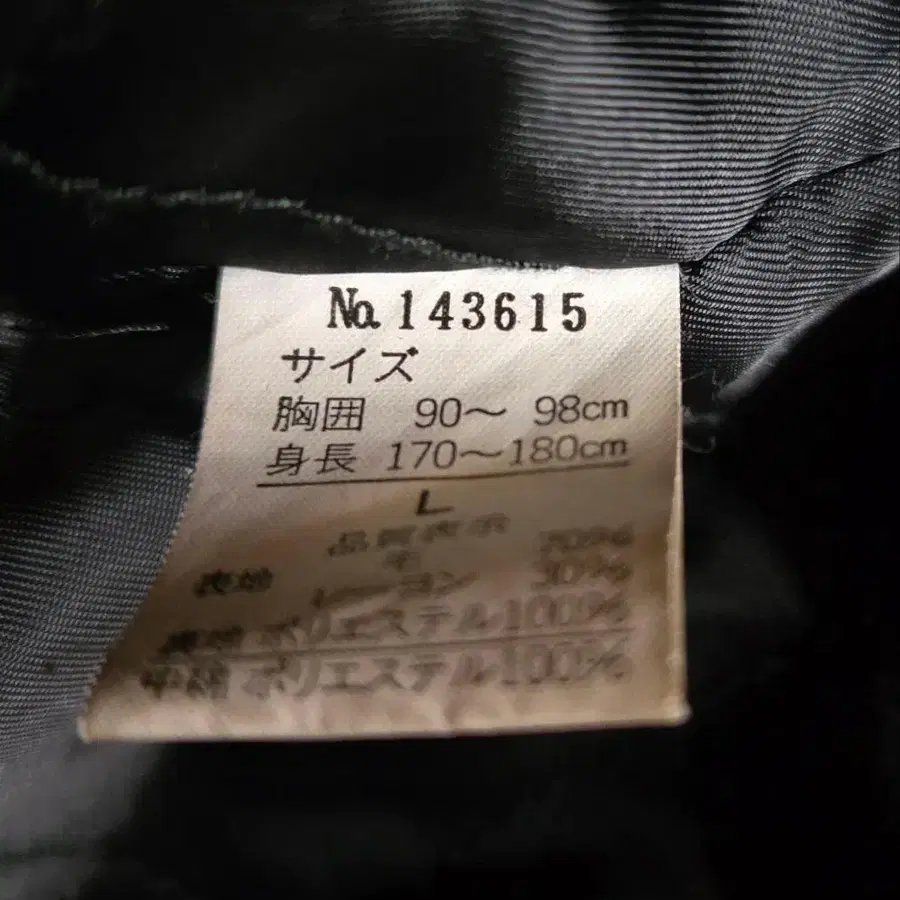 No. 143615
サイズ
胸囲 90～ 98cm
身長 170～180cm
L
品質表示
表地 毛 70%
レーヨン 30%
ポリエステル100%
中綿 ポリエステル100%